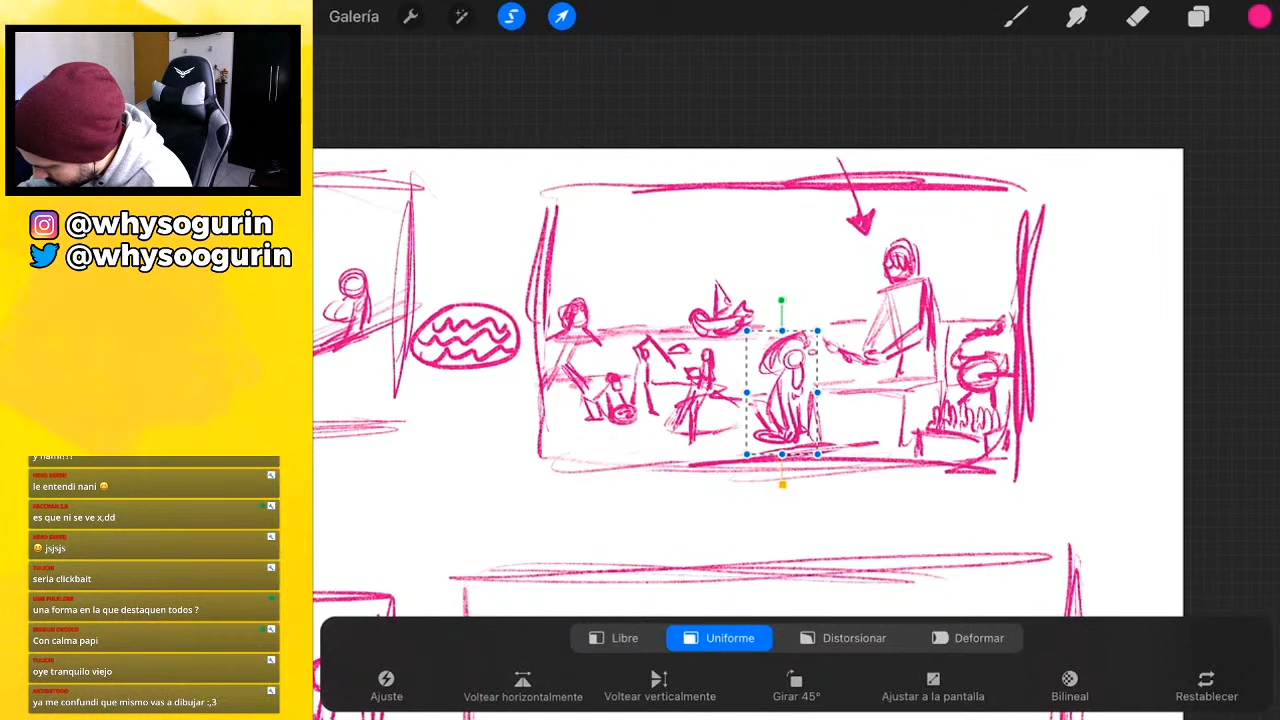 Galería
@whysogurin
@whysoogurin
le entendi nani
es que ni se ve x,dd
jsjsjs
seria clickbait
una forma en la que destaquen todos ?
Con calma papi
oye tranquilo viejo
ya me confundi que mismo vas a dibujar :,3
Libre
Uniforme
Distorsionar
Deformar
Ajuste
Voltear horizontalmente
Voltear verticalmente
Girar 45°
Ajustar a la pantalla
Bilineal
Restablecer